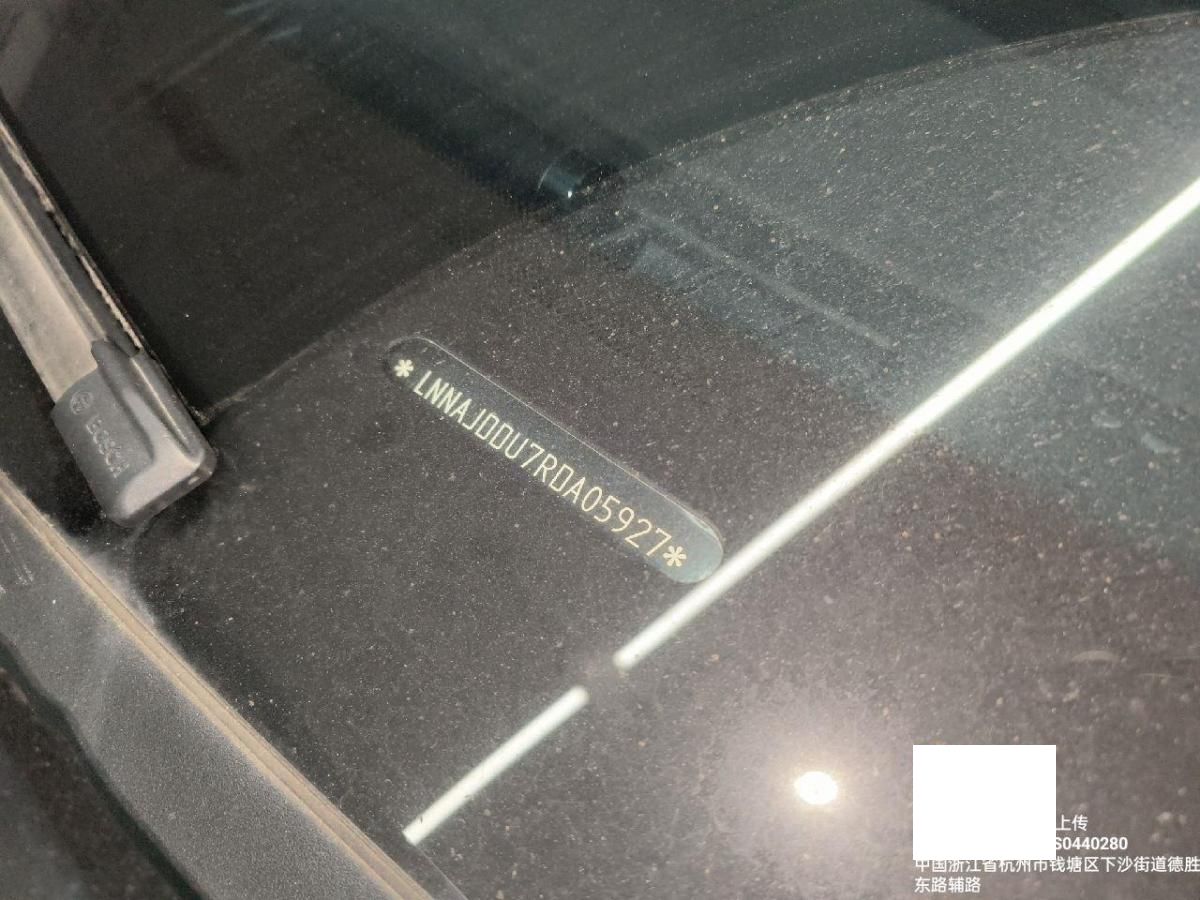 BOSCH
*LNNAJDDU7RDA05927*
上传
S0440280
中国浙江省杭州市钱塘区下沙街道德胜
东路辅路